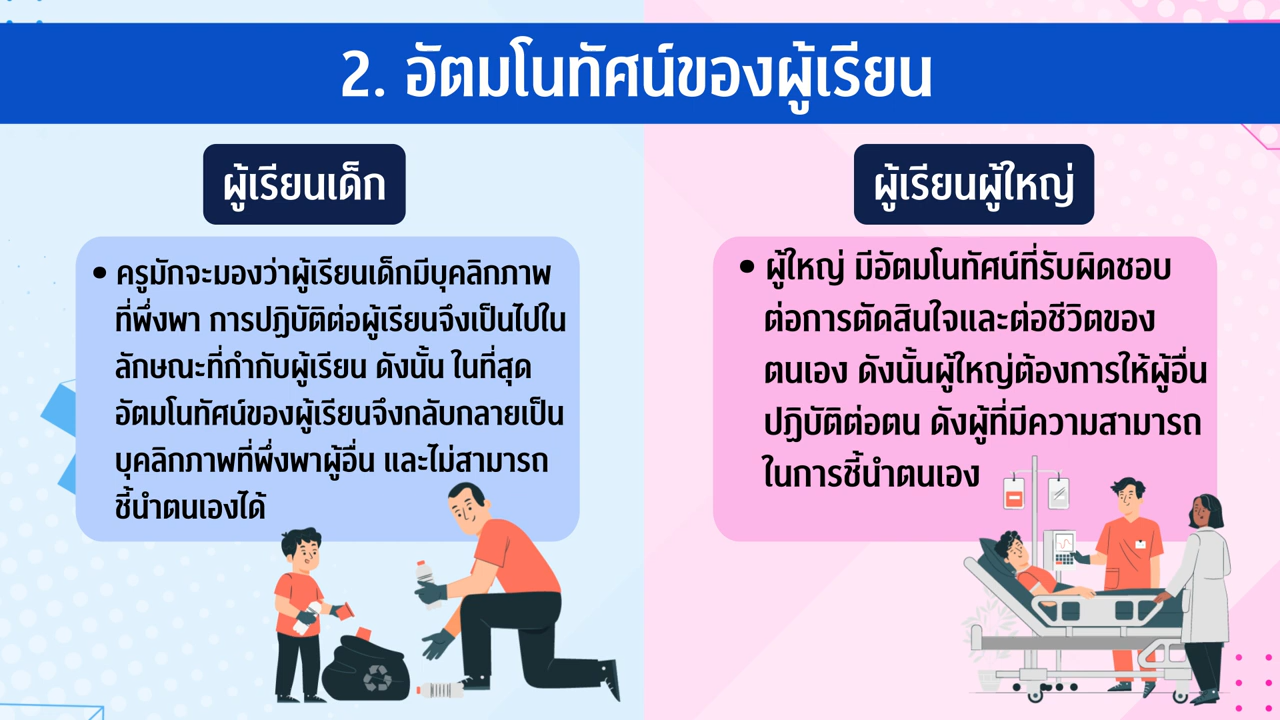 2. อัตมโนทัศน์ของผู้เรียน
ผู้เรียนเด็ก
• ครูมักจะมองว่าผู้เรียนเด็กมีบุคลิกภาพ
ที่พึ่งพา การปฏิบัติต่อผู้เรียนจึงเป็นไปใน
ลักษณะที่กำกับผู้เรียน ดังนั้น ในที่สุด
อัตมโนทัศน์ของผู้เรียนจึงกลับกลายเป็น
บุคลิกภาพที่พึ่งพาผู้อื่น และไม่สามารถ
ชี้นำตนเองได้
ผู้เรียนผู้ใหญ่
• ผู้ใหญ่ มีอัตมโนทัศน์ที่รับผิดชอบ
ต่อการตัดสินใจและต่อชีวิตของ
ตนเอง ดังนั้นผู้ใหญ่ต้องการให้ผู้อื่น
ปฏิบัติต่อตน ดังผู้ที่มีความสามารถ
ในการชี้นำตนเอง